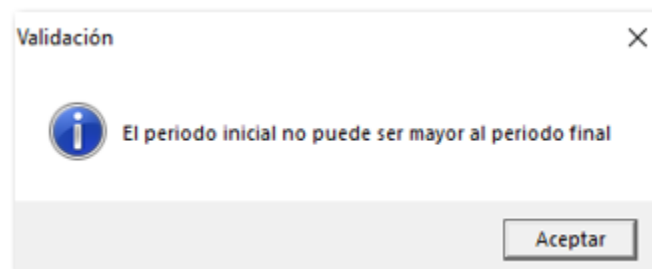 Validación
El periodo inicial no puede ser mayor al periodo final
Aceptar